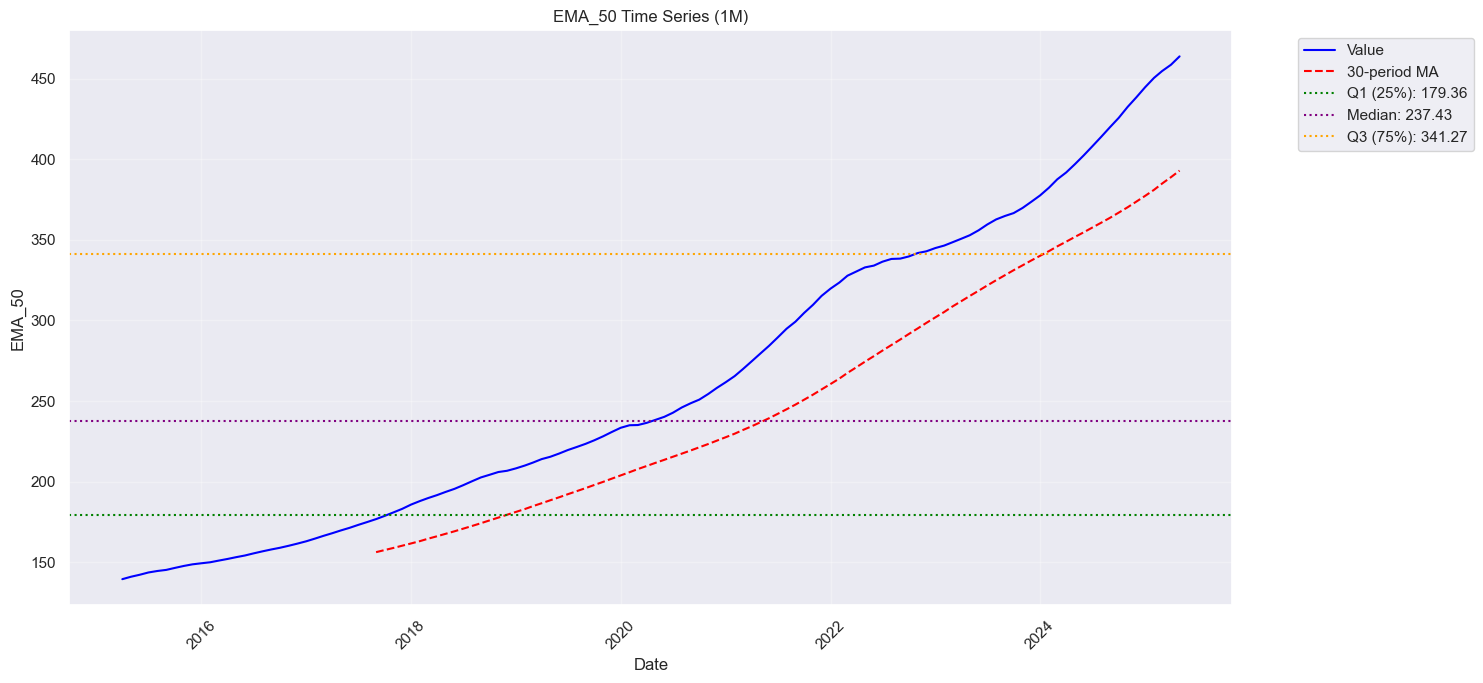 EMA_50 Time Series (1M)
Value
30-period MA
Q1 (25%): 179.36
Median: 237.43
Q3 (75%): 341.27
EMA_50
450
400
350
300
250
200
150
2016
2018
2020
2022
2024
Date